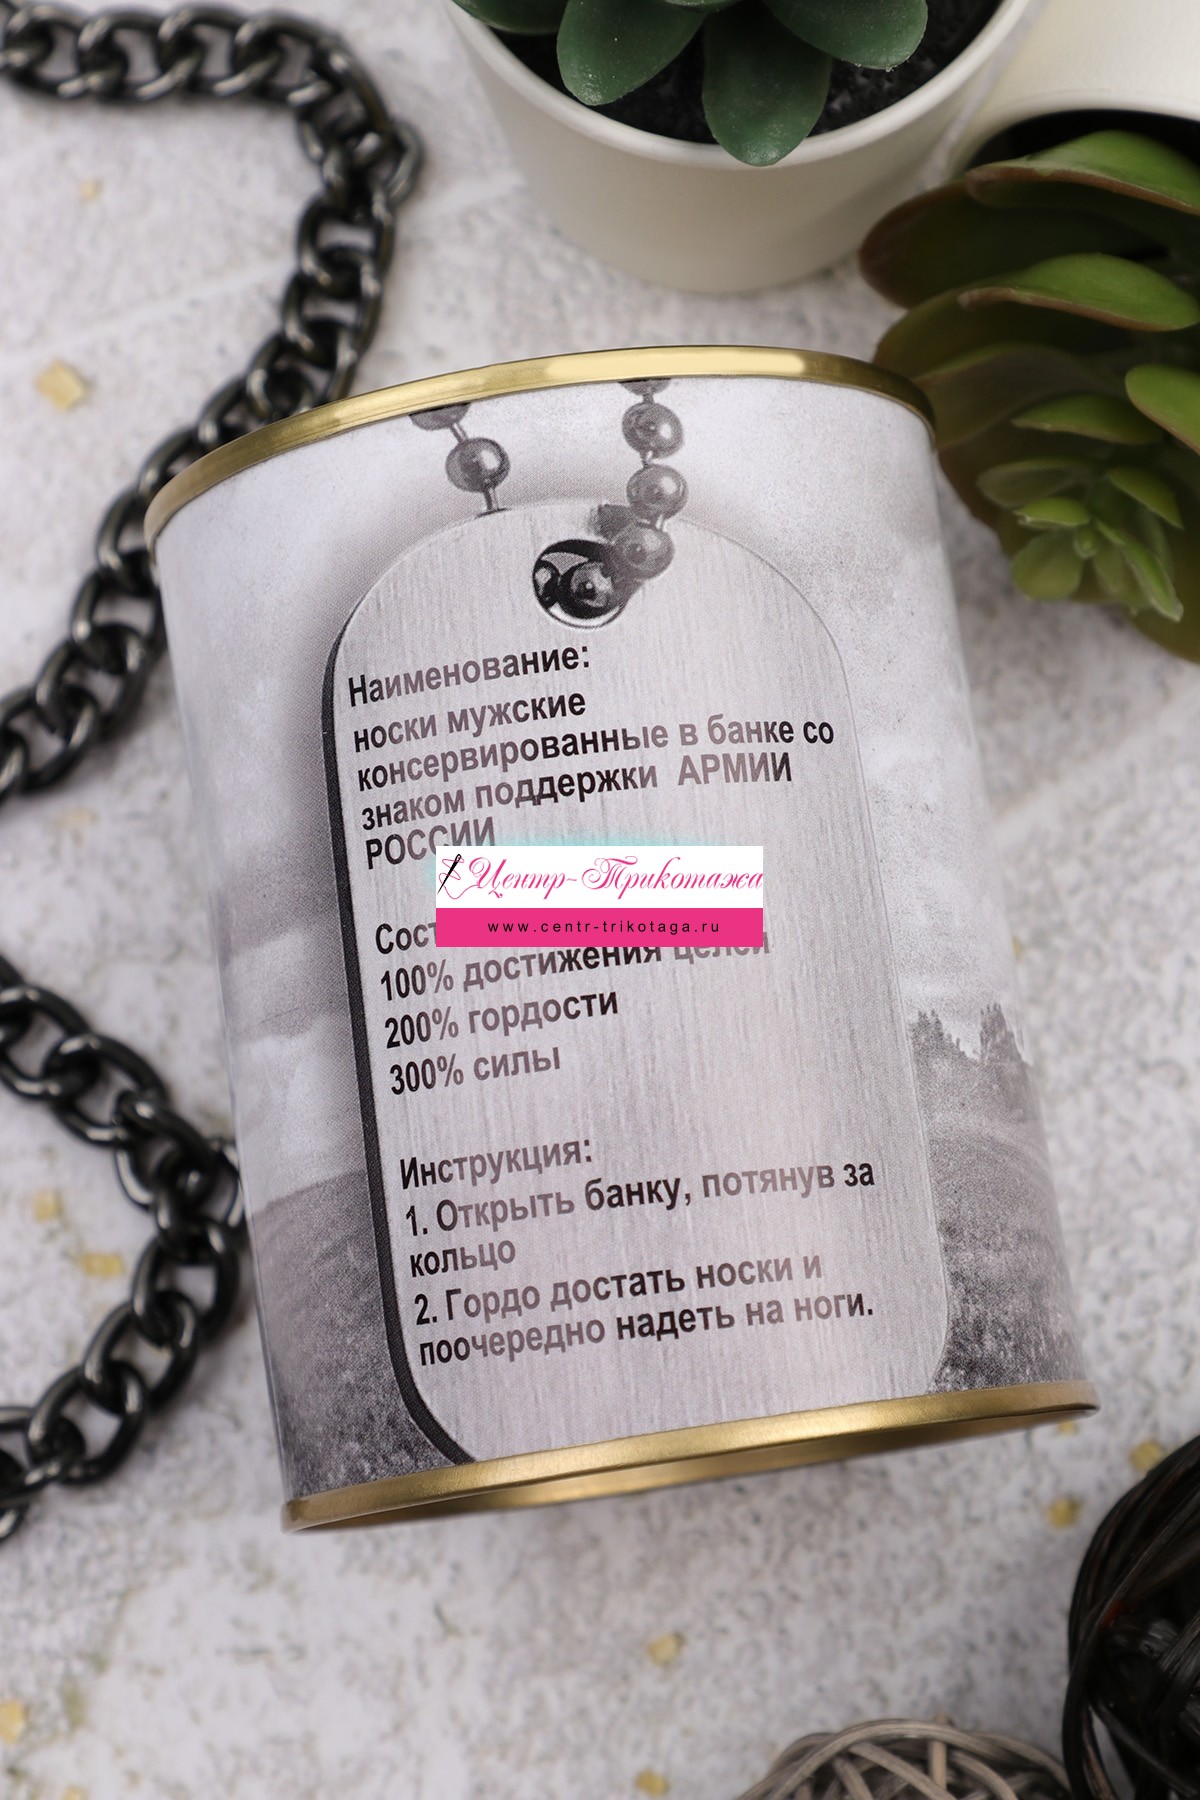 Наименование:
носки мужские
консервированные в банке со
знаком поддержки АРМИИ
РОССИИ
Центр-Трикотажа
www.centr-trikotaga.ru
100% достижения целей
200% гордости
300% силы
Инструкция:
1. Открыть банку, потянув за
кольцо
2. Гордо достать носки и
поочередно надеть на ноги.